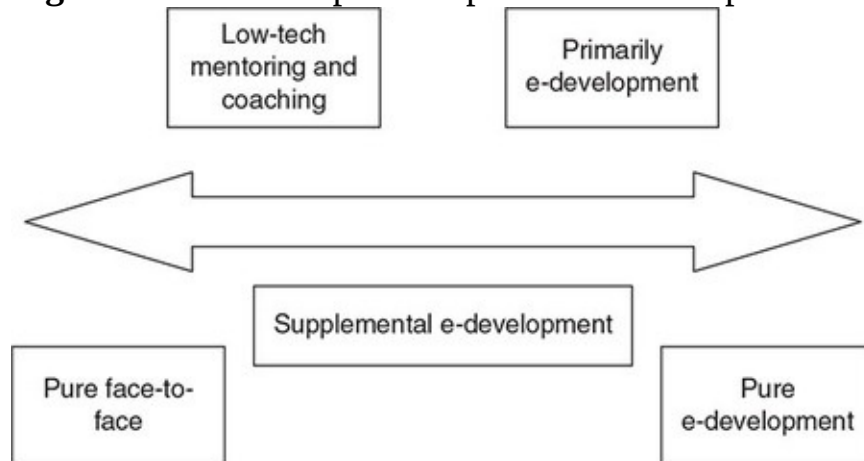 Low-tech
mentoring and
coaching
Primarily
e-development
Supplemental e-development
Pure face-to-
face
Pure
e-development